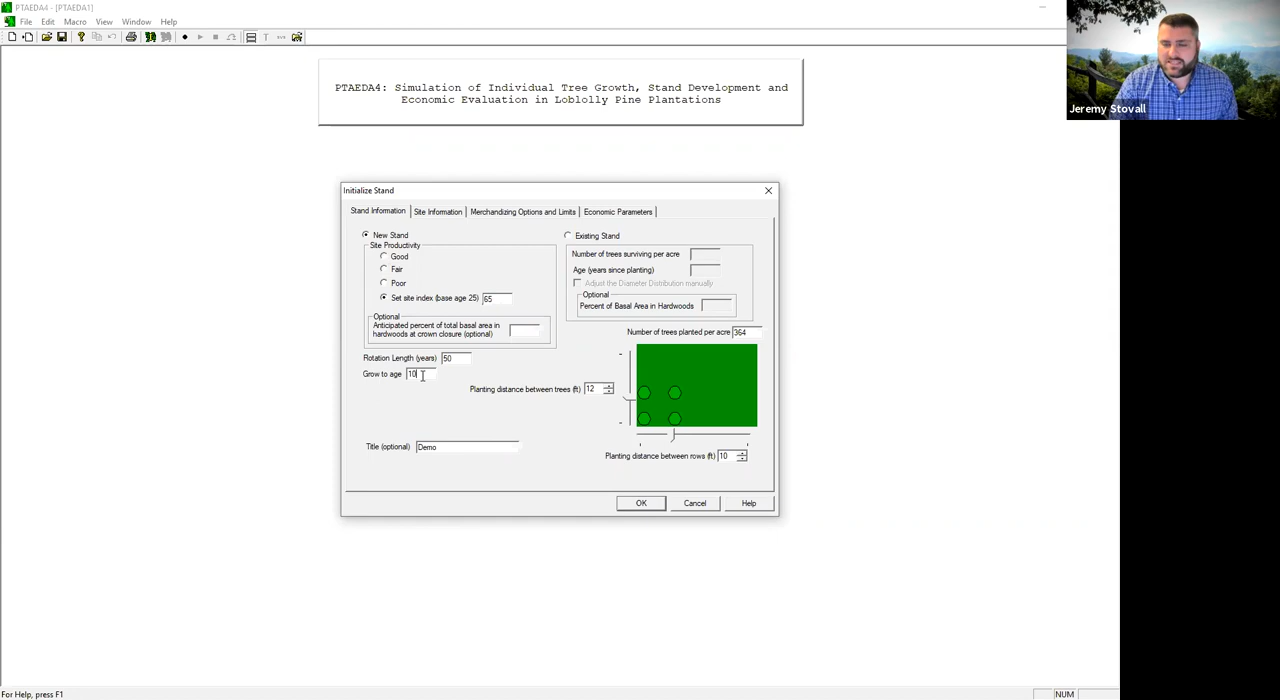 PTAEDA4 - [PTAEDA1]
File Edit Macro View Window Help
PTAEDA4: Simulation of Individual Tree Growth, Stand Development and
Economic Evaluation in Loblolly Pine Plantations
Jeremy Stovall
Initialize Stand
Stand Information Site Information Merchandizing Options and Limits Economic Parameters
New Stand
Site Productivity
Good
Fair
Poor
Set site index (base age 25) 65
Optional
Anticipated percent of total basal area in
hardwoods at crown closure (optional)
Rotation Length (years) 50
Grow to age 10
Existing Stand
Number of trees surviving per acre
Age (years since planting)
Adjust the Diameter Distribution manually
Optional
Percent of Basal Area in Hardwoods
Number of trees planted per acre 364
Planting distance between trees (ft) 12
Planting distance between rows (ft) 10
Title (optional) Demo
OK Cancel Help
For Help, press F1
NUM